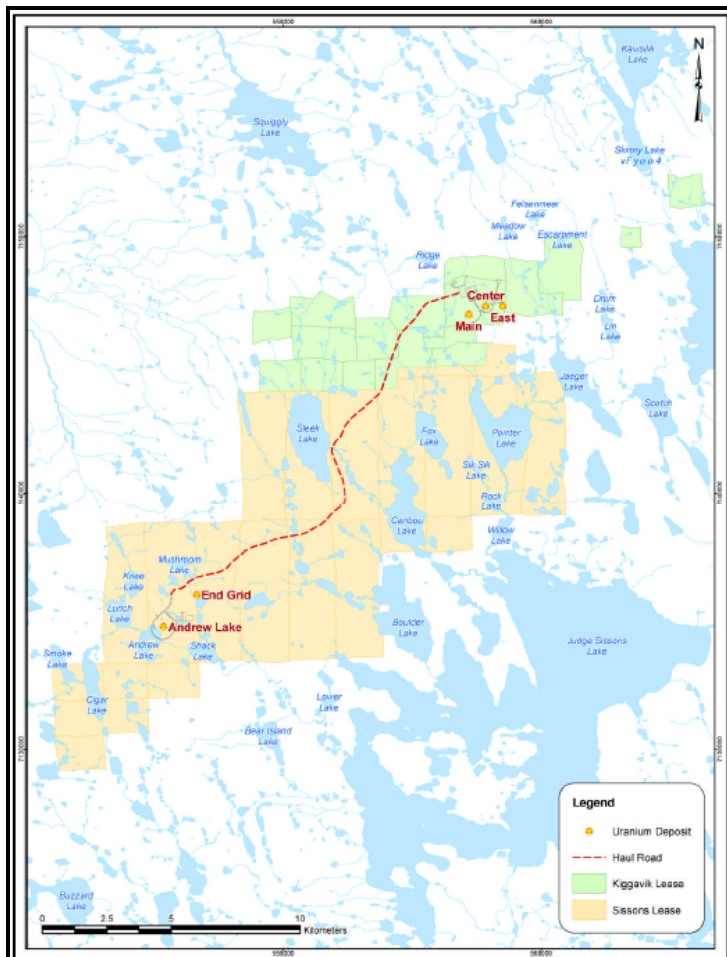 Kawsilk
Lake
N
Squiggly
Lake
Skinny Lake
vFyoo4
Felsenmeer
Lake
Meadow
Lake
Escarpment
Lake
Ridge
Lake
Center
East
Main
Drum
Lake
Lin
Lake
Jaeger
Lake
Scotch
Lake
Sleek
Lake
Fox
Lake
Pointer
Lake
Sik Sik
Lake
Rock
Lake
Caribou
Lake
Willow
Lake
Mushroom
Lake
Knee
Lake
End Grid
Lunch
Lake
Andrew Lake
Boulder
Lake
Judge Sissons
Lake
Andrew
Lake
Shack
Lake
Smoke
Lake
Cigar
Lake
Lower
Lake
Bear Island
Lake
Buzzard
Lake
Legend
Uranium Deposit
Haul Road
Kiggavik Lease
Sissons Lease
0 2.5 5 10
Kilometers